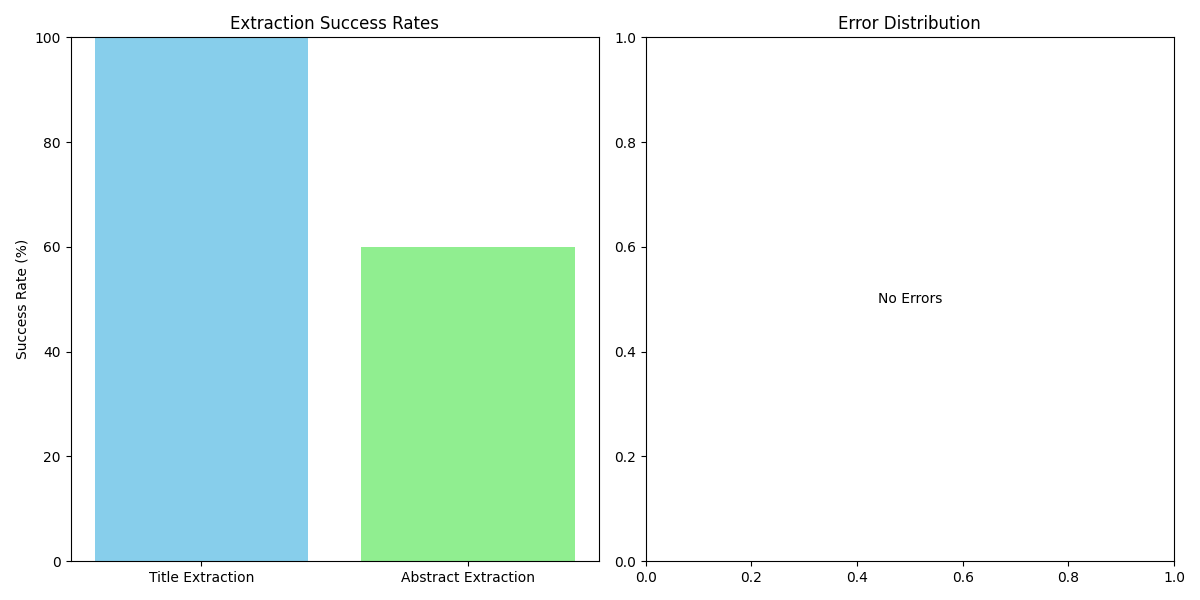 Extraction Success Rates
Success Rate (%)
100
80
60
40
20
0
Title Extraction
Abstract Extraction
Error Distribution
1.0
0.8
0.6
0.4
0.2
0.0
No Errors
0.0 0.2 0.4 0.6 0.8 1.0